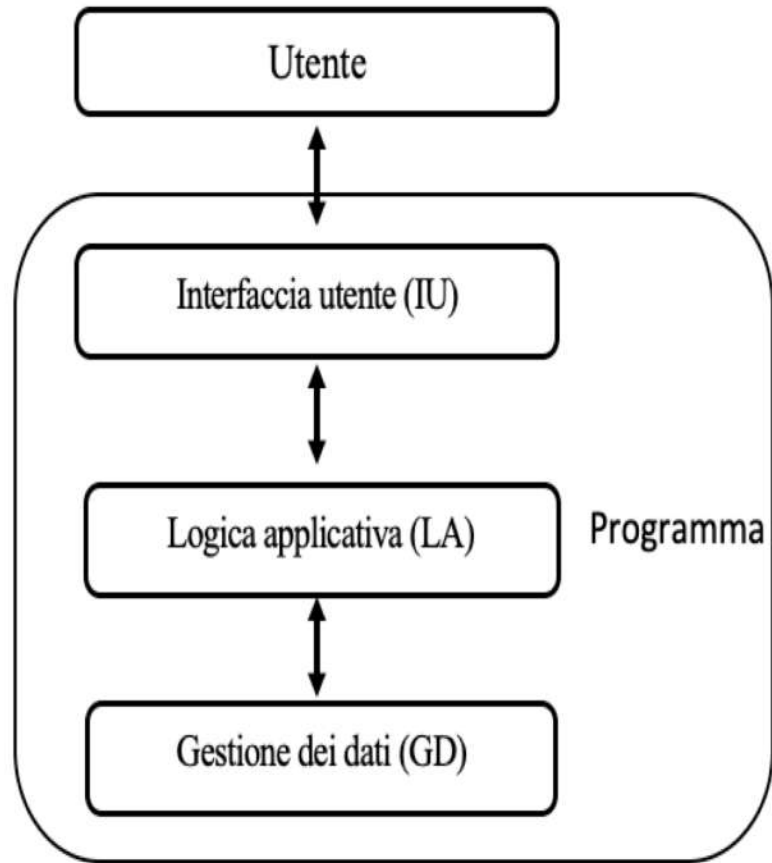 Utente
Interfaccia utente (IU)
Logica applicativa (LA)
Programma
Gestione dei dati (GD)